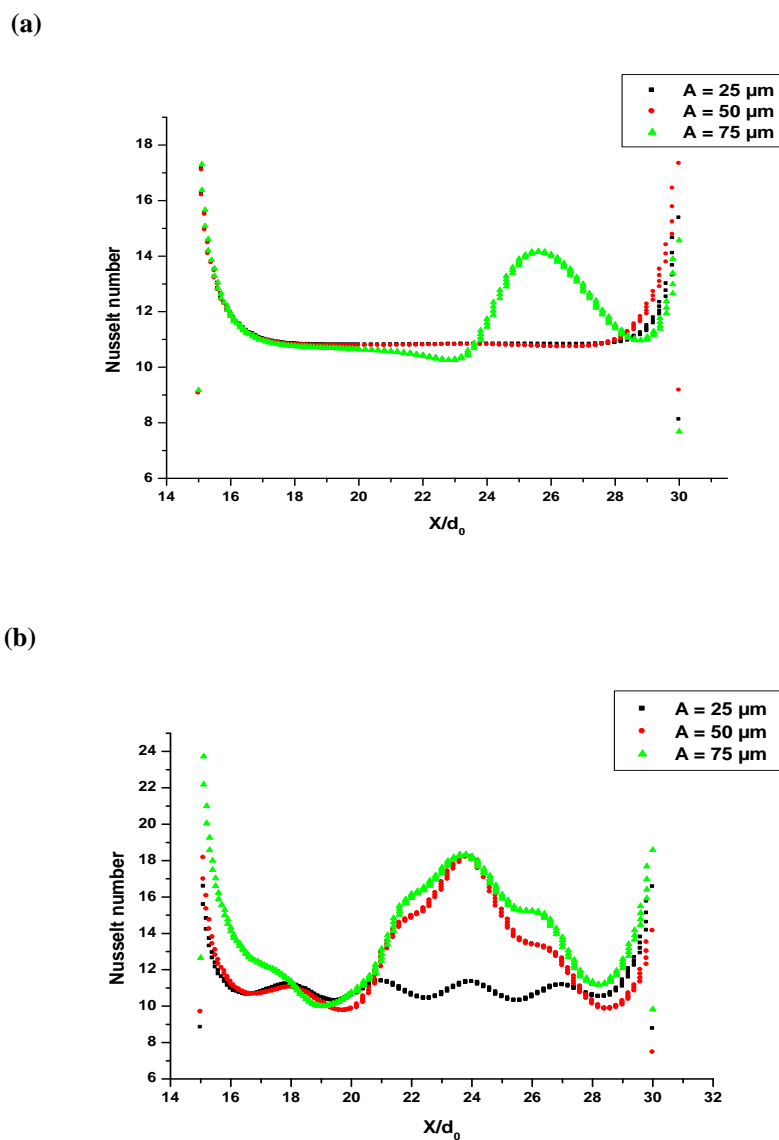 (a)
A = 25 µm
A = 50 µm
A = 75 µm
18
16
14
12
10
8
6
Nusselt number
14 16 18 20 22 24 26 28 30
X/d0
(b)
A = 25 µm
A = 50 µm
A = 75 µm
24
22
20
18
16
14
12
10
8
6
Nusselt number
14 16 18 20 22 24 26 28 30 32
X/d0